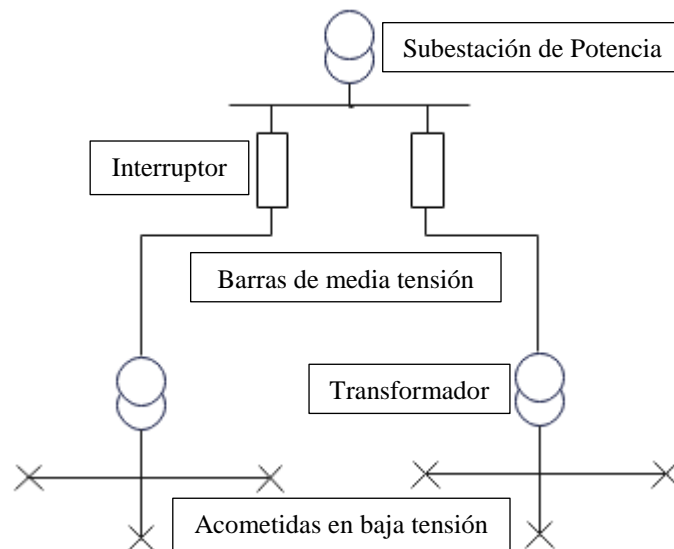 Subestación de Potencia
Interruptor
Barras de media tensión
Transformador
Acometidas en baja tensión